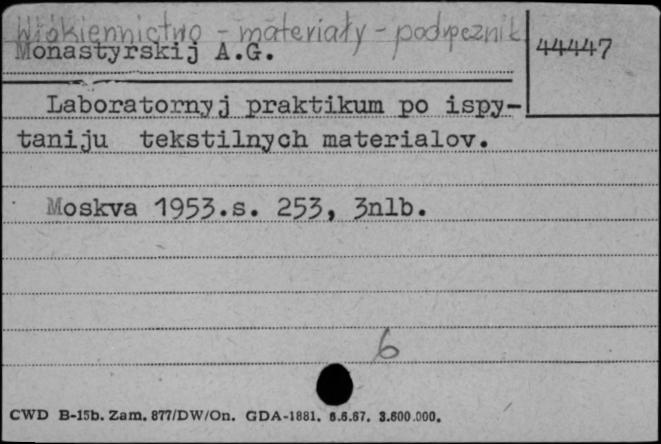 Włókiennictwo - materiały - podręcznik
Monastyrskij A.G.
44447
Laboratornyj praktikum po ispy-
taniju tekstilnych materialov.
Moskva 1953.s. 253, 3nlb.
6
CWD B-15b. Zam. 877/DW/On. GDA-1881. 6.6.67. 3.600.000.